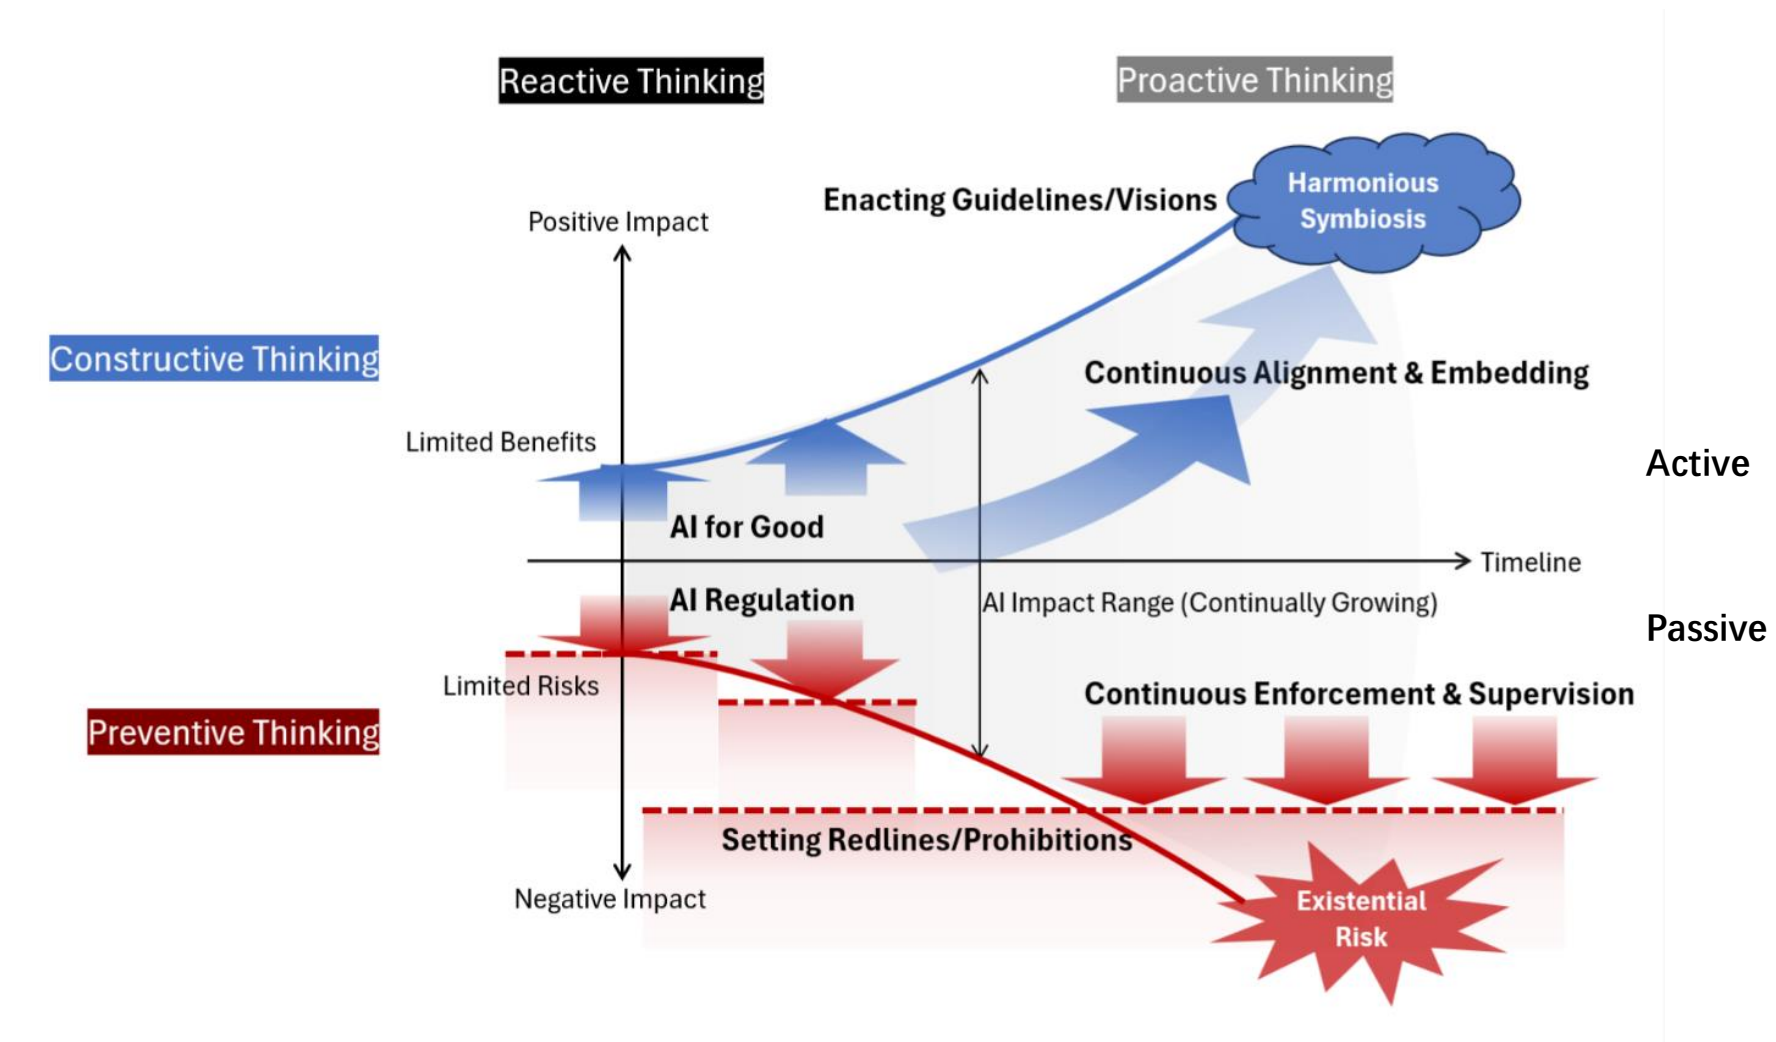 Reactive Thinking
Proactive Thinking
Harmonious
Symbiosis
Enacting Guidelines/Visions
Positive Impact
Constructive Thinking
Continuous Alignment & Embedding
Limited Benefits
Active
AI for Good
Timeline
AI Regulation
AI Impact Range (Continually Growing)
Passive
Limited Risks
Continuous Enforcement & Supervision
Preventive Thinking
Setting Redlines/Prohibitions
Negative Impact
Existential
Risk